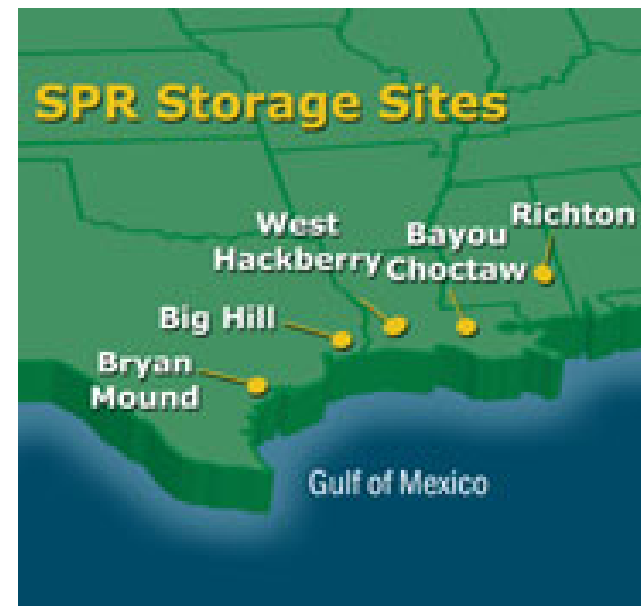 SPR Storage Sites
West
Hackberry
Bayou
Choctaw
Richton
Big Hill
Bryan
Mound
Gulf of Mexico